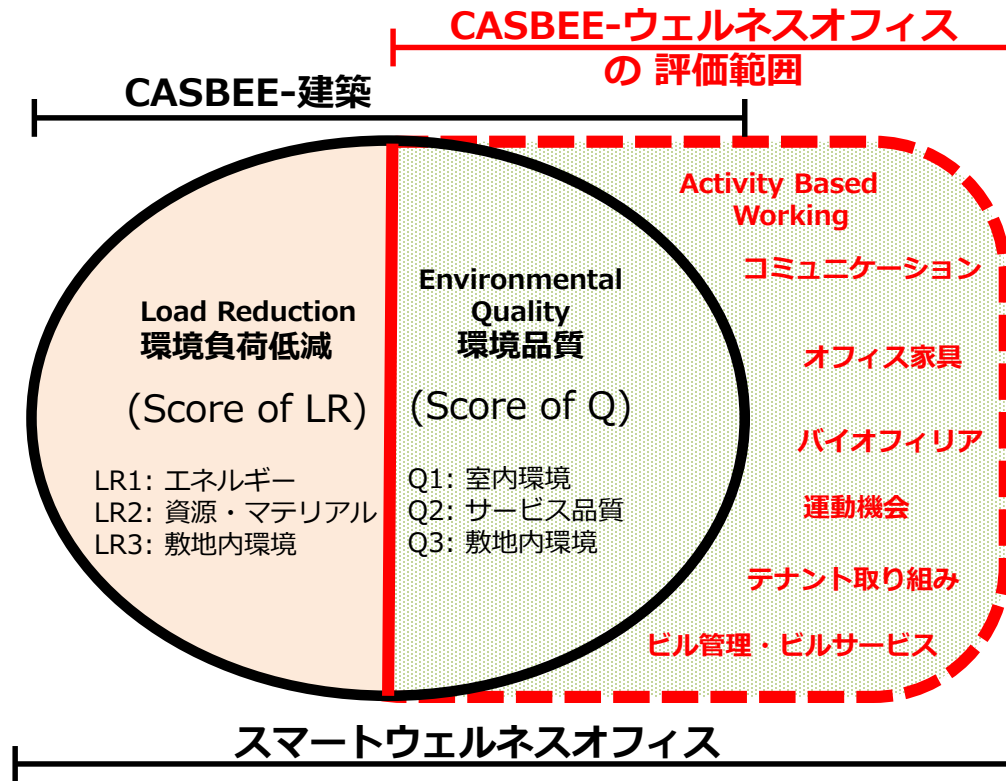 CASBEE-ウェルネスオフィス
の 評価範囲
CASBEE-建築
Activity Based
Working
コミュニケーション
オフィス家具
バイオフィリア
運動機会
テナント取り組み
ビル管理・ビルサービス
Load Reduction
環境負荷低減
(Score of LR)
LR1: エネルギー
LR2: 資源・マテリアル
LR3: 敷地内環境
Environmental
Quality
環境品質
(Score of Q)
Q1: 室内環境
Q2: サービス品質
Q3: 敷地内環境
スマートウェルネスオフィス